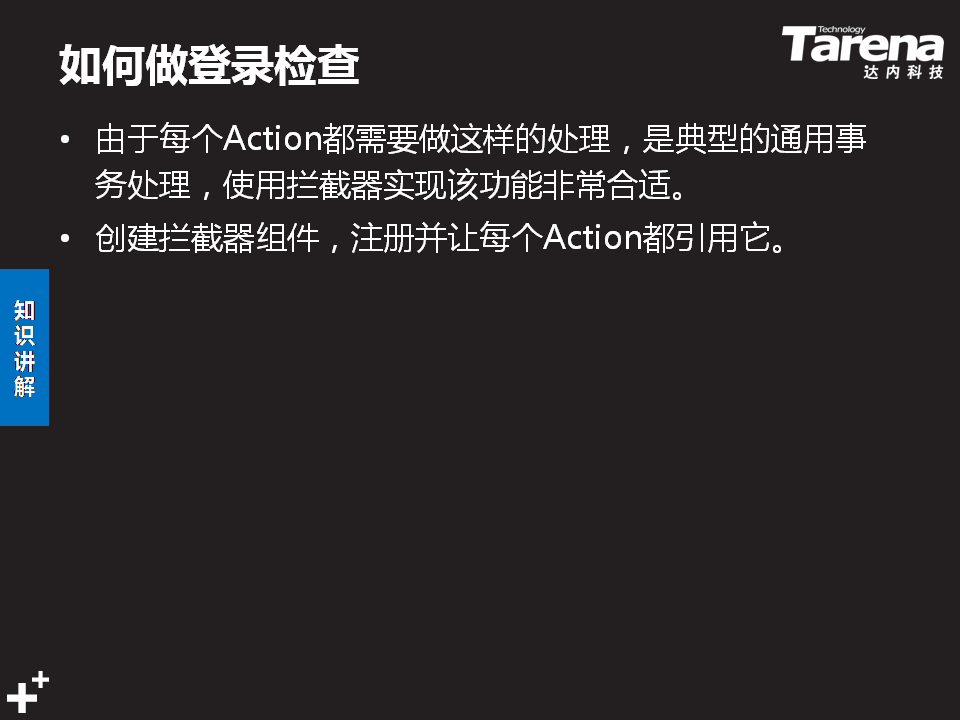 如何做登录检查
Technology
Tarena
达内科技
• 由于每个Action都需要做这样的处理，是典型的通用事
务处理，使用拦截器实现该功能非常合适。
• 创建拦截器组件，注册并让每个Action都引用它。
知
识
讲
解